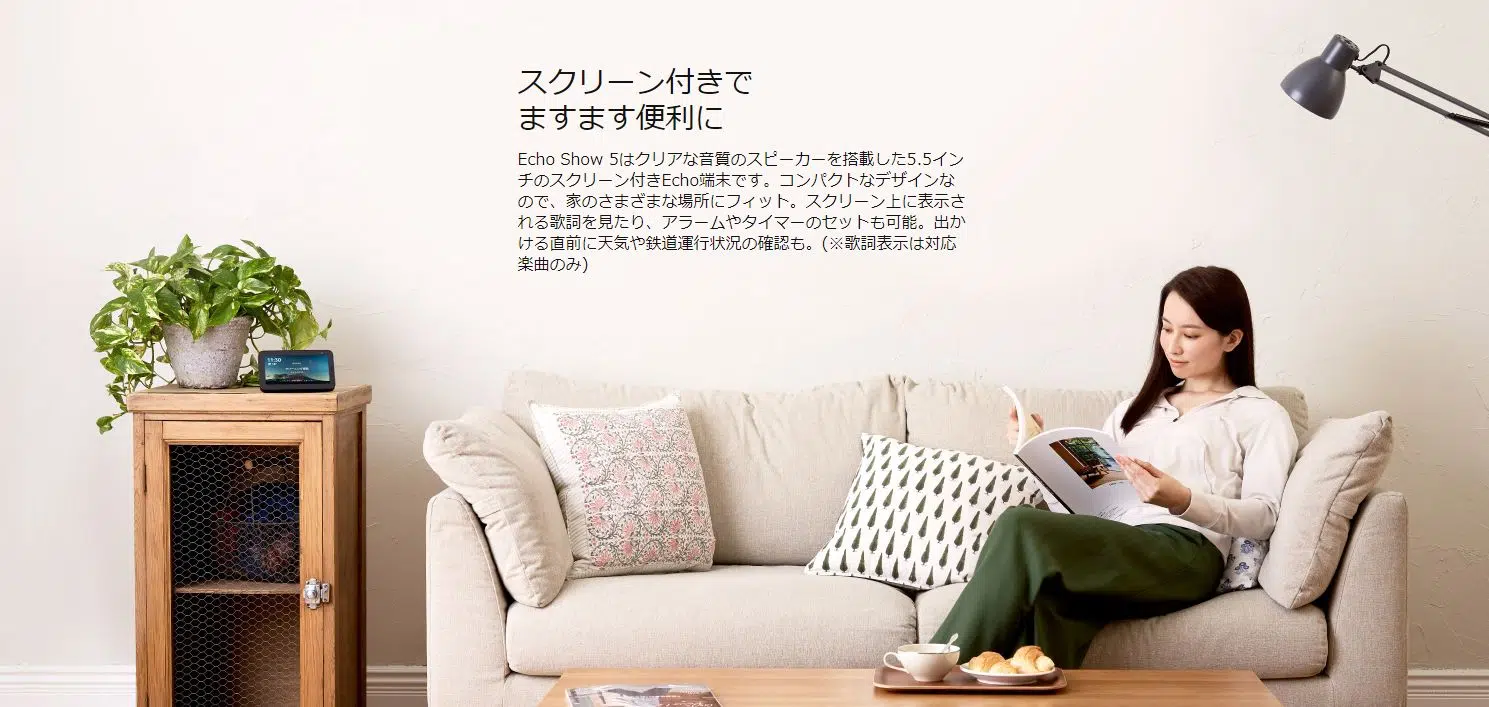 スクリーン付きで
ますます便利に
Echo Show 5はクリアな音質のスピーカーを搭載した5.5イン
チのスクリーン付きEcho端末です。コンパクトなデザインな
ので、家のさまざまな場所にフィット。スクリーン上に表示さ
れる歌詞を見たり、アラームやタイマーのセットも可能。出か
ける直前に天気や鉄道運行状況の確認も。(※歌詞表示は対応
楽曲のみ)
11:30